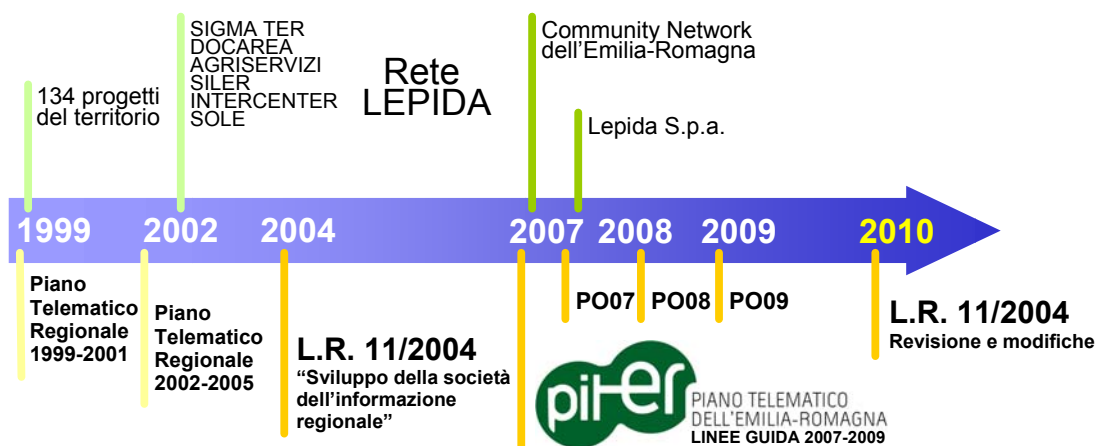 SIGMA TER
DOCAREA
AGRISERVIZI
SILER
INTERCENTER
SOLE
134 progetti
del territorio
Rete
LEPIDA
Community Network
dell'Emilia-Romagna
Lepida S.p.a.
1999
2002
2004
2007
2008
2009
2010
Piano
Telematico
Regionale
1999-2001
Piano
Telematico
Regionale
2002-2005
L.R. 11/2004
“Sviluppo della società
dell'informazione
regionale”
PO07
PO08
PO09
piter
PIANO TELEMATICO
DELL'EMILIA-ROMAGNA
LINEE GUIDA 2007-2009
L.R. 11/2004
Revisione e modifiche